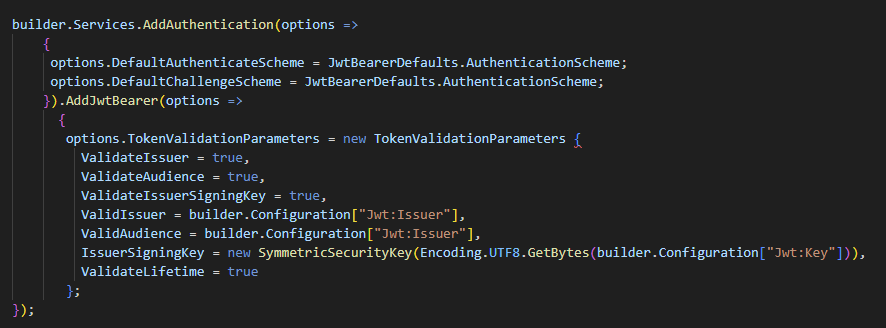 builder.Services.AddAuthentication(options =>
{
options.DefaultAuthenticateScheme = JwtBearerDefaults.AuthenticationScheme;
options.DefaultChallengeScheme = JwtBearerDefaults.AuthenticationScheme;
}).AddJwtBearer(options =>
{
options.TokenValidationParameters = new TokenValidationParameters {
ValidateIssuer = true,
ValidateAudience = true,
ValidateIssuerSigningKey = true,
ValidIssuer = builder.Configuration["Jwt:Issuer"],
ValidAudience = builder.Configuration["Jwt:Issuer"],
IssuerSigningKey = new SymmetricSecurityKey(Encoding.UTF8.GetBytes(builder.Configuration["Jwt:Key"])),
ValidateLifetime = true
};
});